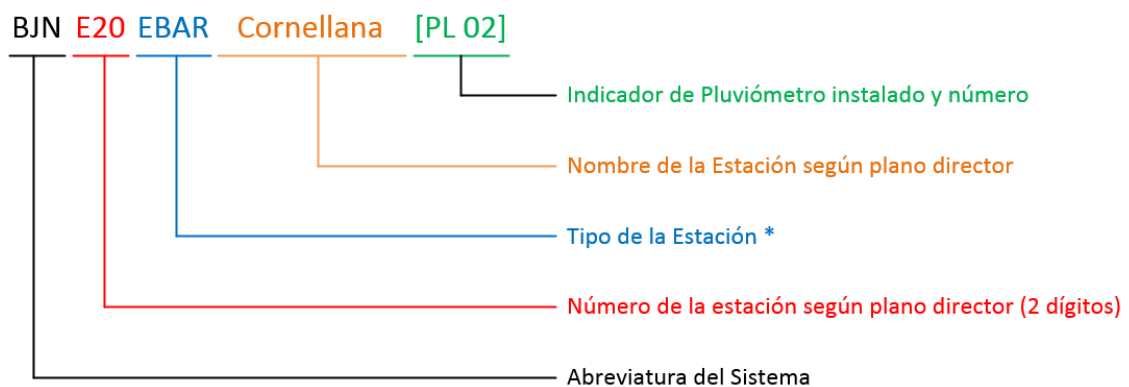 BJN E20 EBAR Cornellana [PL 02]
Indicador de Pluviómetro instalado y número
Nombre de la Estación según plano director
Tipo de la Estación *
Número de la estación según plano director (2 dígitos)
Abreviatura del Sistema